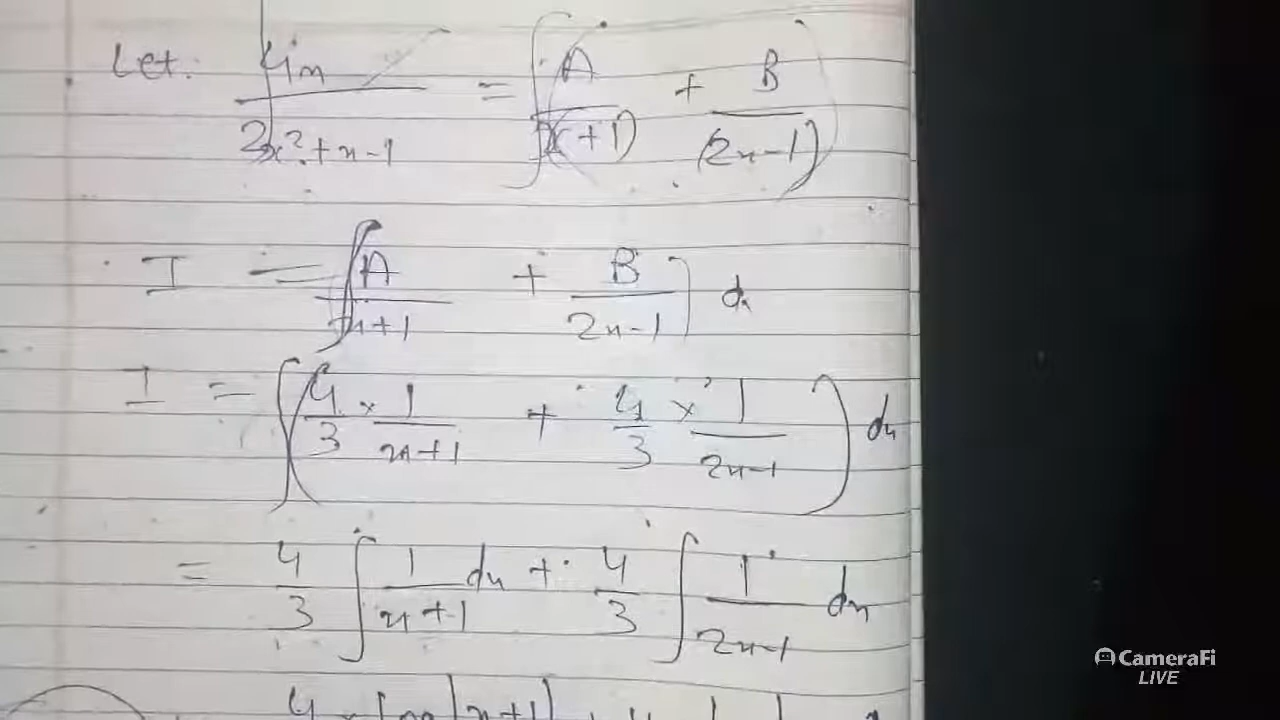 Let. 4x / 2x² + x - 1 = ∫( A / (x+1) + B / (2x-1) )
I = ∫ A / x+1 + B / 2x-1 ) dx
I = ∫( 4/3 × 1 / x+1 + 4/3 × 1 / 2x-1 ) dx
= 4/3 ∫ 1 / x+1 dx + 4/3 ∫ 1 / 2x-1 dx
CameraFi
LIVE